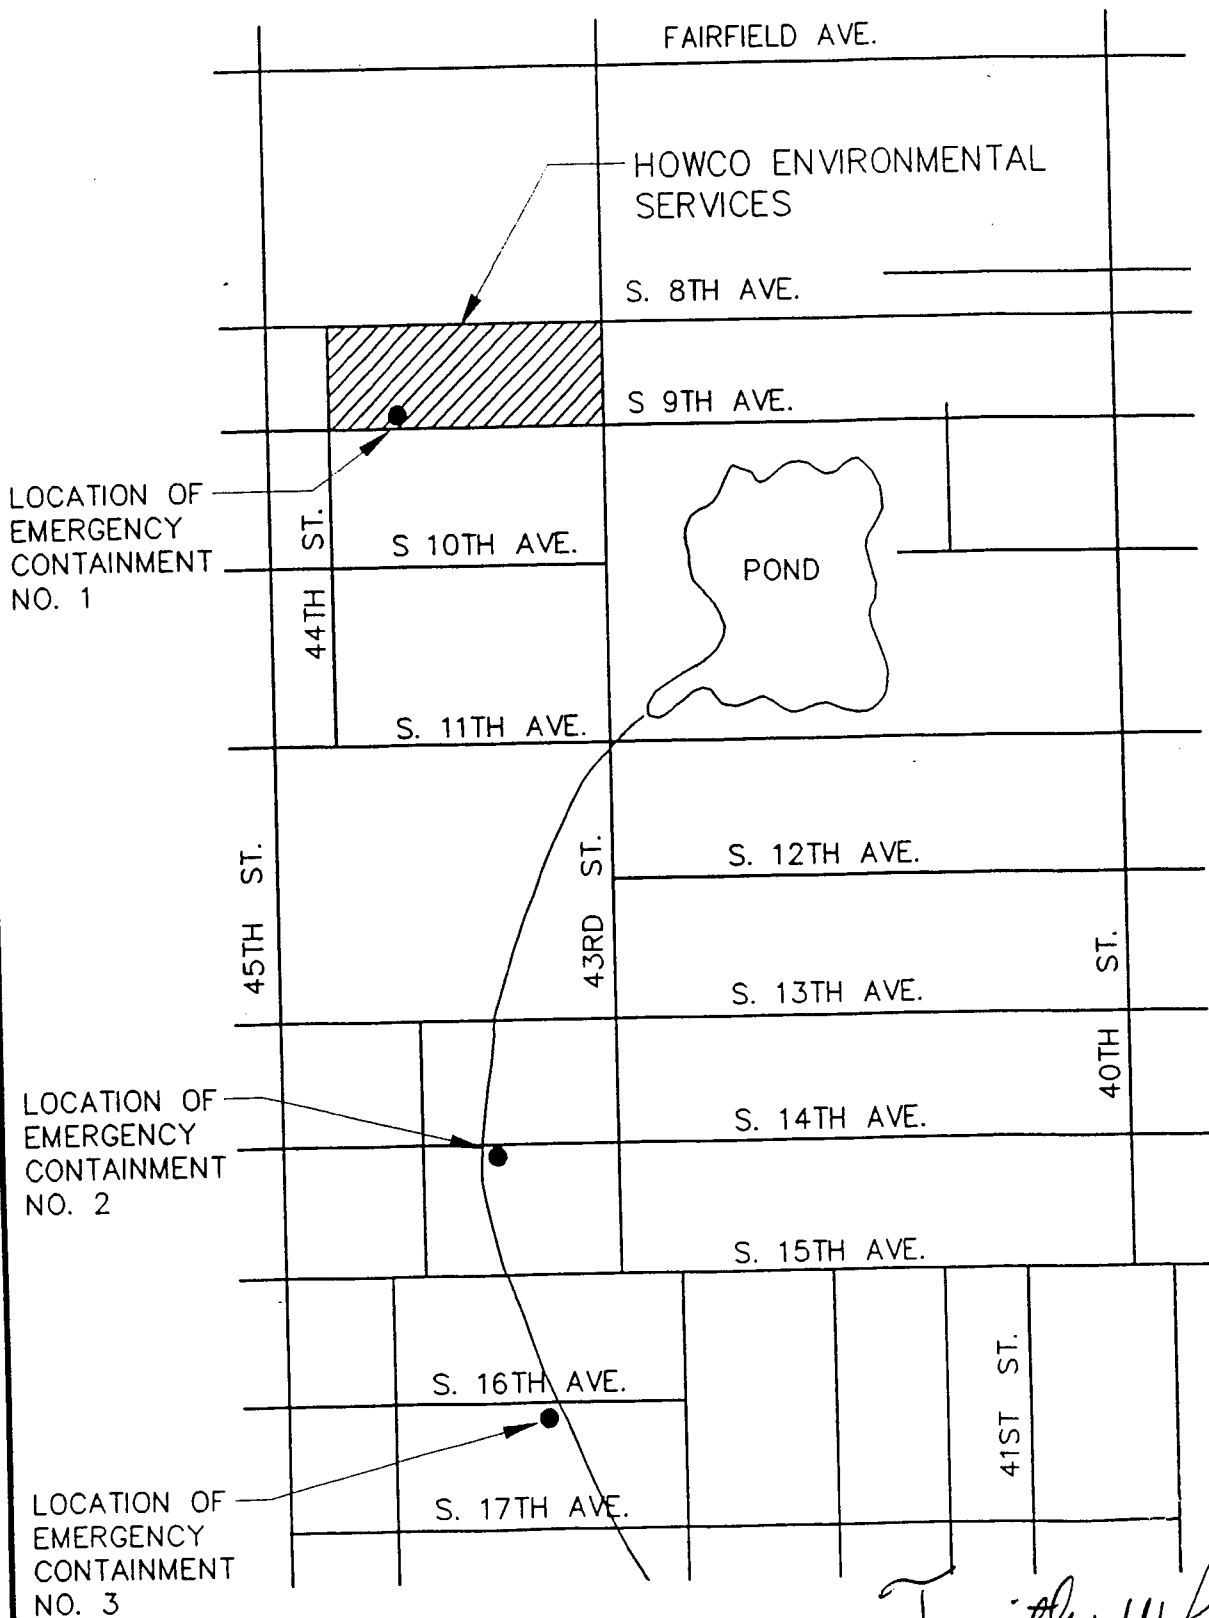 FAIRFIELD AVE.
HOWCO ENVIRONMENTAL
SERVICES
S. 8TH AVE.
S 9TH AVE.
LOCATION OF
EMERGENCY
CONTAINMENT
NO. 1
44TH ST.
S 10TH AVE.
POND
S. 11TH AVE.
45TH ST.
43RD ST.
S. 12TH AVE.
S. 13TH AVE.
40TH ST.
LOCATION OF
EMERGENCY
CONTAINMENT
NO. 2
S. 14TH AVE.
S. 15TH AVE.
S. 16TH AVE.
41ST ST.
LOCATION OF
EMERGENCY
CONTAINMENT
NO. 3
S. 17TH AVE.